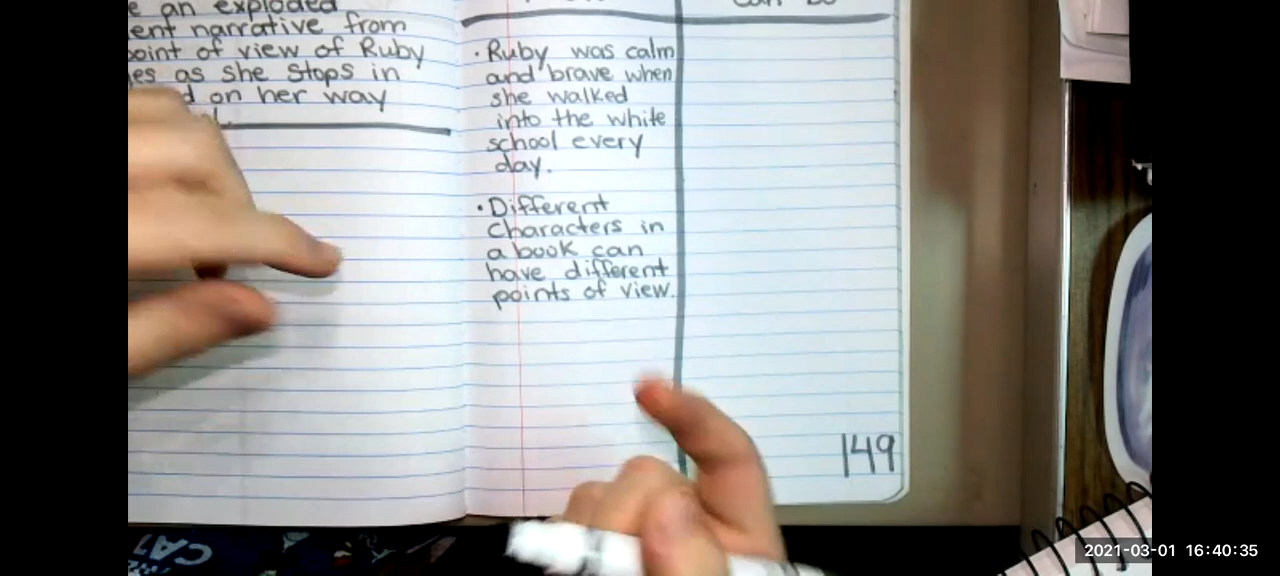 e an exploded
ent narrative from
point of view of Ruby
es as she stops in
d on her way
can be
• Ruby was calm
and brave when
she walked
into the white
school every
day.
• Different
characters in
a book can
have different
points of view.
149
CAT
2021-03-01 16:40:35